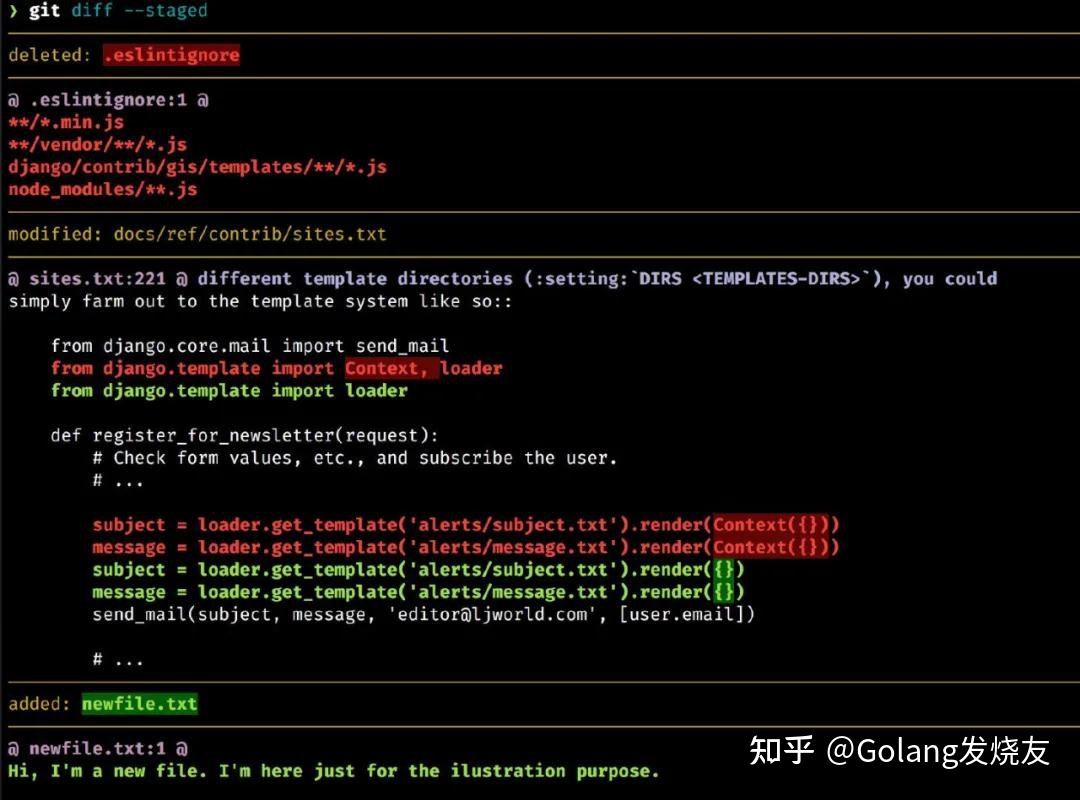 ❯ git diff --staged
deleted: .eslintignore
@ .eslintignore:1 @
**/*.min.js
**/vendor/**/*.js
django/contrib/gis/templates/**/*.js
node_modules/**.js
modified: docs/ref/contrib/sites.txt
@ sites.txt:221 @ different template directories (:setting:`DIRS <TEMPLATES-DIRS>`), you could
simply farm out to the template system like so::
from django.core.mail import send_mail
from django.template import Context, loader
from django.template import loader
def register_for_newsletter(request):
# Check form values, etc., and subscribe the user.
# ...
subject = loader.get_template('alerts/subject.txt').render(Context({}))
message = loader.get_template('alerts/message.txt').render(Context({}))
subject = loader.get_template('alerts/subject.txt').render({})
message = loader.get_template('alerts/message.txt').render({})
send_mail(subject, message, 'editor@ljworld.com', [user.email])
# ...
added: newfile.txt
@ newfile.txt:1 @
Hi, I'm a new file. I'm here just for the ilustration purpose.
知乎 @Golang发烧友